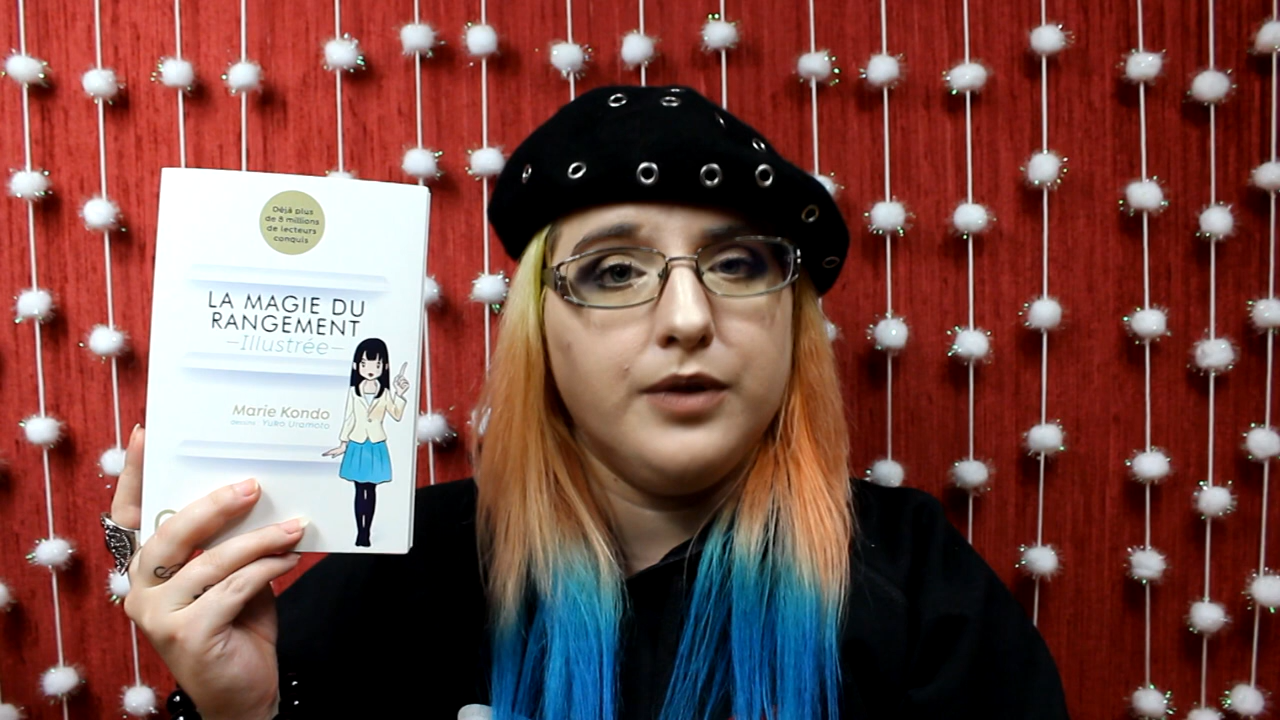 Déjà plus
de 8 millions
de lecteurs
conquis
LA MAGIE DU
RANGEMENT
—Illustrée—
Marie Kondo
dessins : Yuko Uramoto